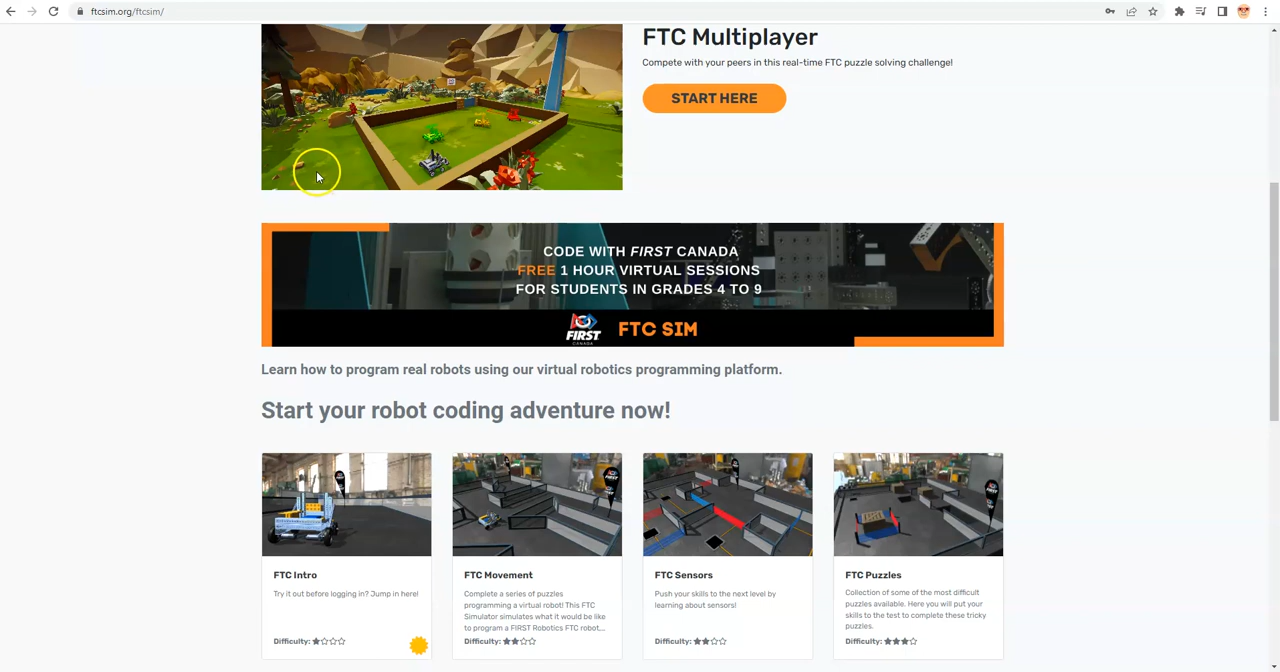 ftcsim.org/ftcsim/
FTC Multiplayer
Compete with your peers in this real-time FTC puzzle solving challenge!
START HERE
CODE WITH FIRST CANADA
FREE 1 HOUR VIRTUAL SESSIONS
FOR STUDENTS IN GRADES 4 TO 9
FIRST
CANADA
FTC SIM
Learn how to program real robots using our virtual robotics programming platform.
Start your robot coding adventure now!
FTC Intro
Try it out before logging in? Jump in here!
Difficulty:
FTC Movement
Complete a series of puzzles
programming a virtual robot! This FTC
Simulator simulates what it would be like
to program a FIRST Robotics FTC robot,...
Difficulty:
FTC Sensors
Push your skills to the next level by
learning about sensors!
Difficulty:
FTC Puzzles
Collection of some of the most difficult
puzzles available. Here you will put your
skills to the test to complete these tricky
puzzles.
Difficulty: